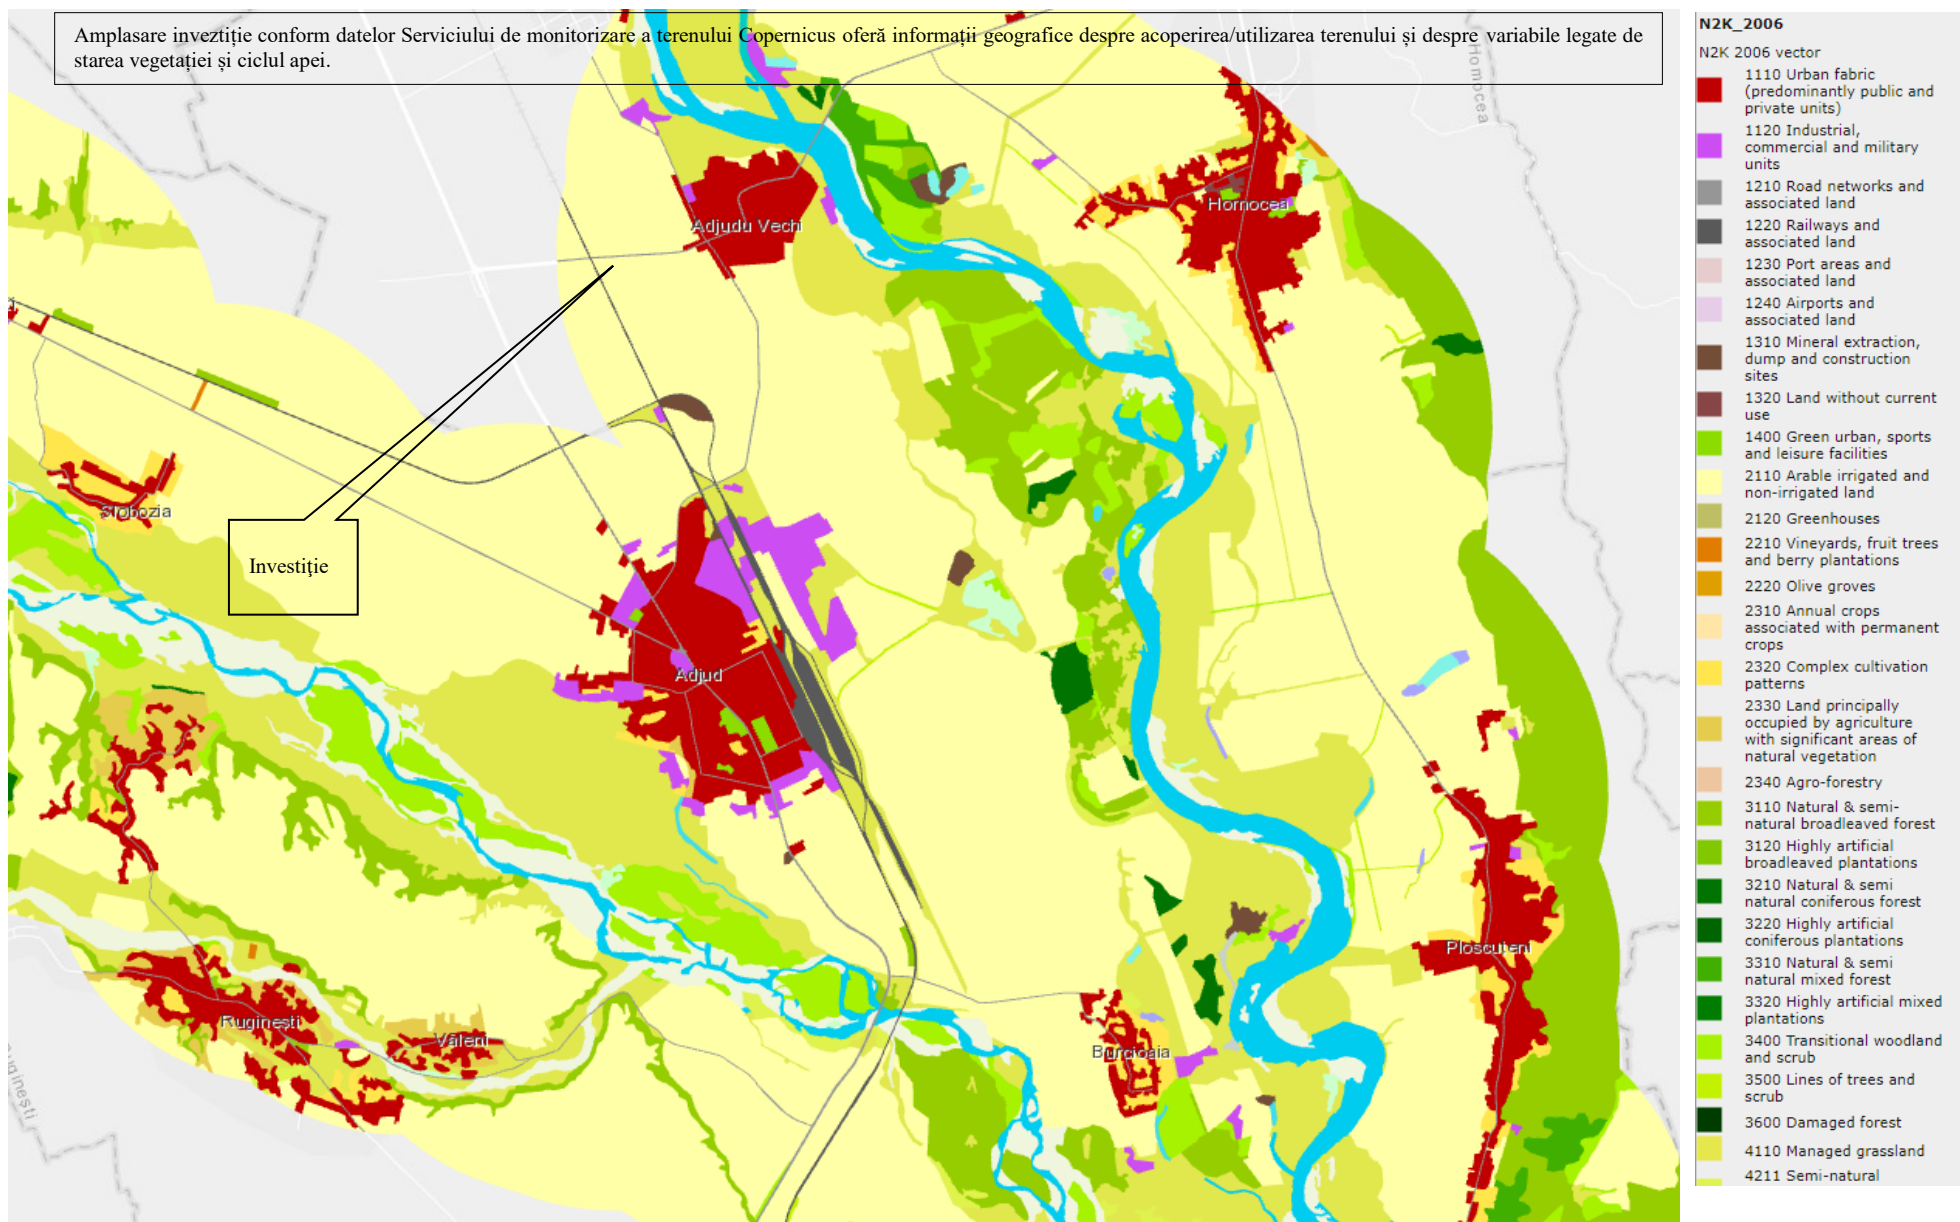 Amplasare inveztiție conform datelor Serviciului de monitorizare a terenului Copernicus oferă informații geografice despre acoperirea/utilizarea terenului și despre variabile legate de
starea vegetației și ciclul apei.
Homocea
Adjudu Vechi
Homocea
Slobozia
Investiţie
Adjud
Ploscuțeni
Ruginești
Văleni
Burcioaia
Ruginești
N2K_2006
N2K 2006 vector
1110 Urban fabric
(predominantly public and
private units)
1120 Industrial,
commercial and military
units
1210 Road networks and
associated land
1220 Railways and
associated land
1230 Port areas and
associated land
1240 Airports and
associated land
1310 Mineral extraction,
dump and construction
sites
1320 Land without current
use
1400 Green urban, sports
and leisure facilities
2110 Arable irrigated and
non-irrigated land
2120 Greenhouses
2210 Vineyards, fruit trees
and berry plantations
2220 Olive groves
2310 Annual crops
associated with permanent
crops
2320 Complex cultivation
patterns
2330 Land principally
occupied by agriculture
with significant areas of
natural vegetation
2340 Agro-forestry
3110 Natural & semi-
natural broadleaved forest
3120 Highly artificial
broadleaved plantations
3210 Natural & semi
natural coniferous forest
3220 Highly artificial
coniferous plantations
3310 Natural & semi
natural mixed forest
3320 Highly artificial mixed
plantations
3400 Transitional woodland
and scrub
3500 Lines of trees and
scrub
3600 Damaged forest
4110 Managed grassland
4211 Semi-natural